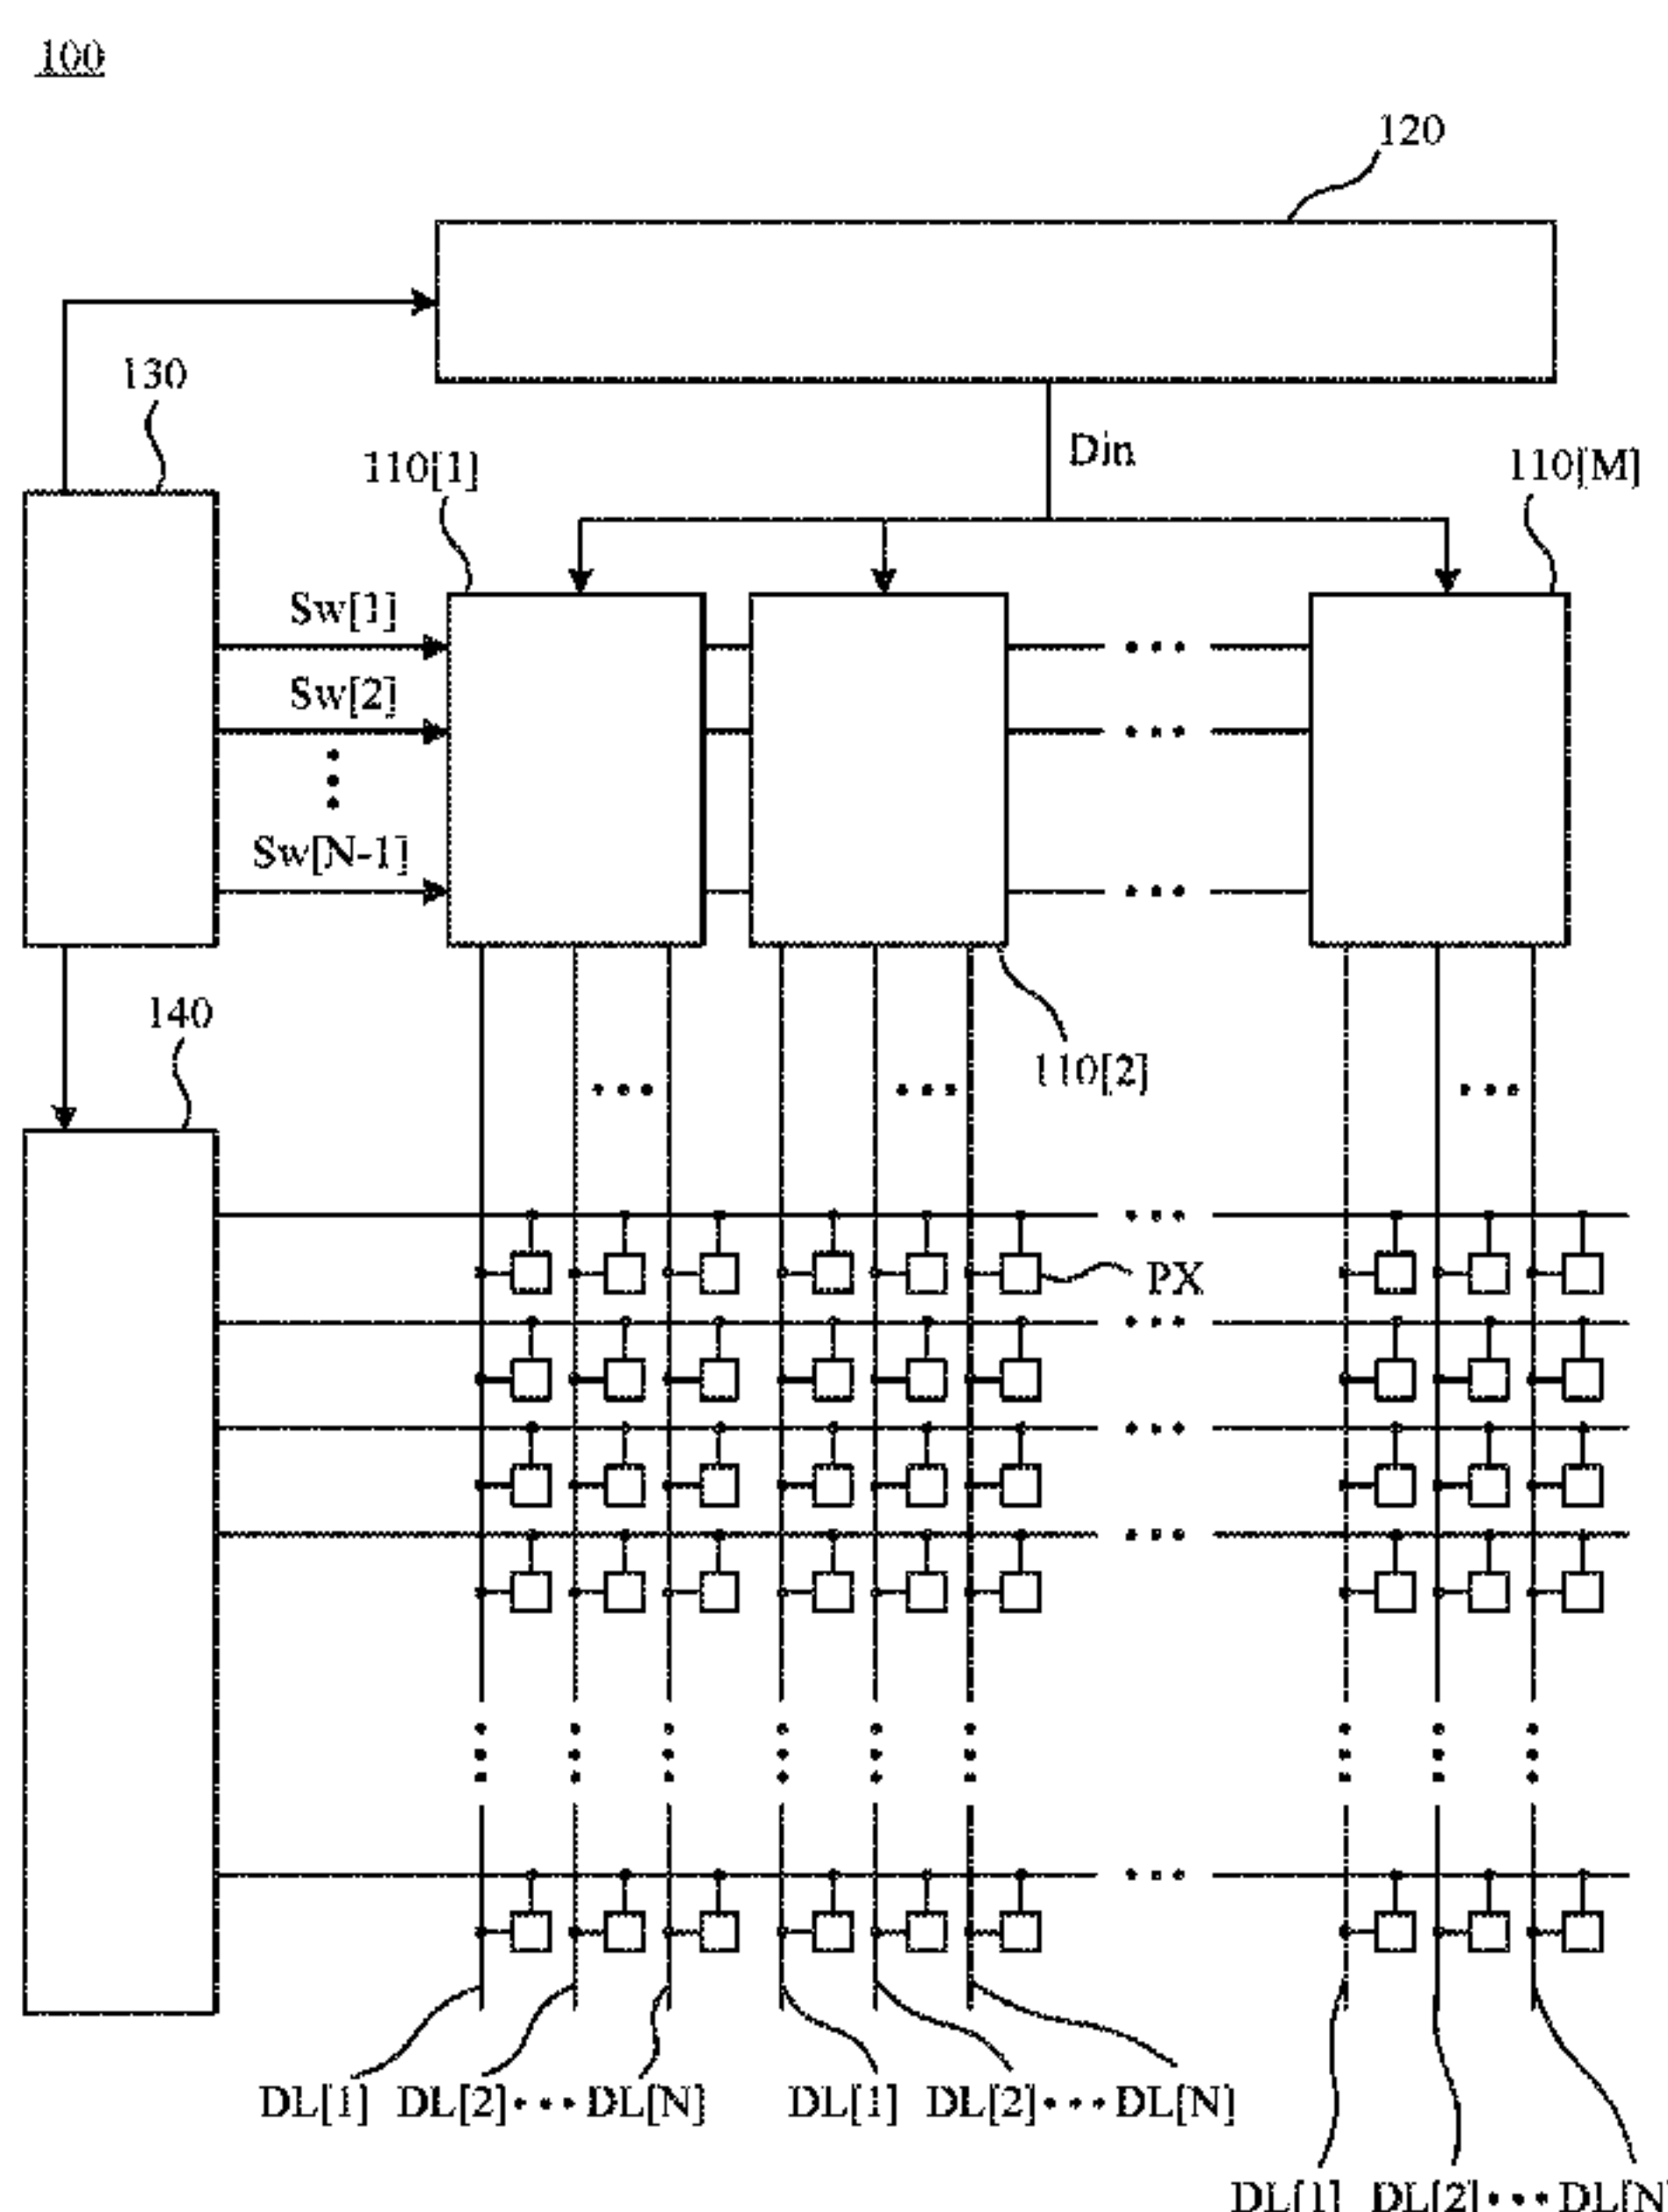 100
120
130
110[1]
Din
110[M]
Sw[1]
Sw[2]
Sw[N-1]
140
110[2]
PX
DL[1] DL[2]•••DL[N] DL[1] DL[2]•••DL[N]
DL[1] DL[2]•••DL[N]